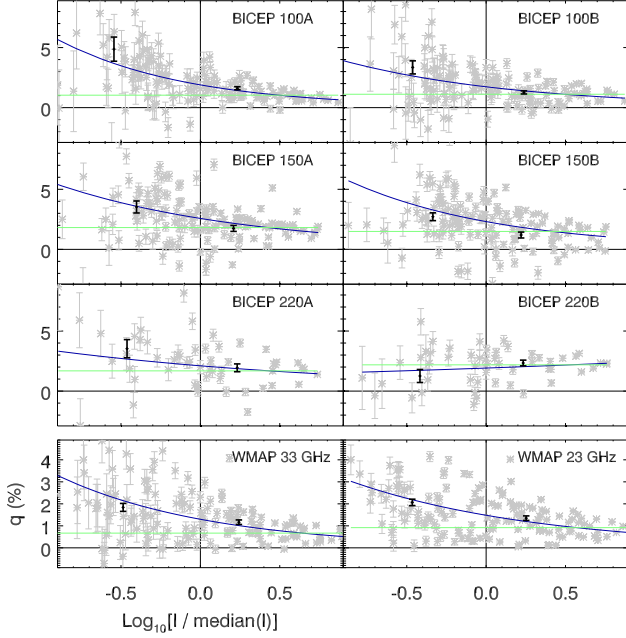 BICEP 100A
BICEP 100B
5
0
BICEP 150A
BICEP 150B
5
0
BICEP 220A
BICEP 220B
5
0
WMAP 33 GHz
WMAP 23 GHz
4
3
2
1
0
q (%)
-0.5 0.0 0.5 -0.5 0.0 0.5
Log10[I / median(I)]